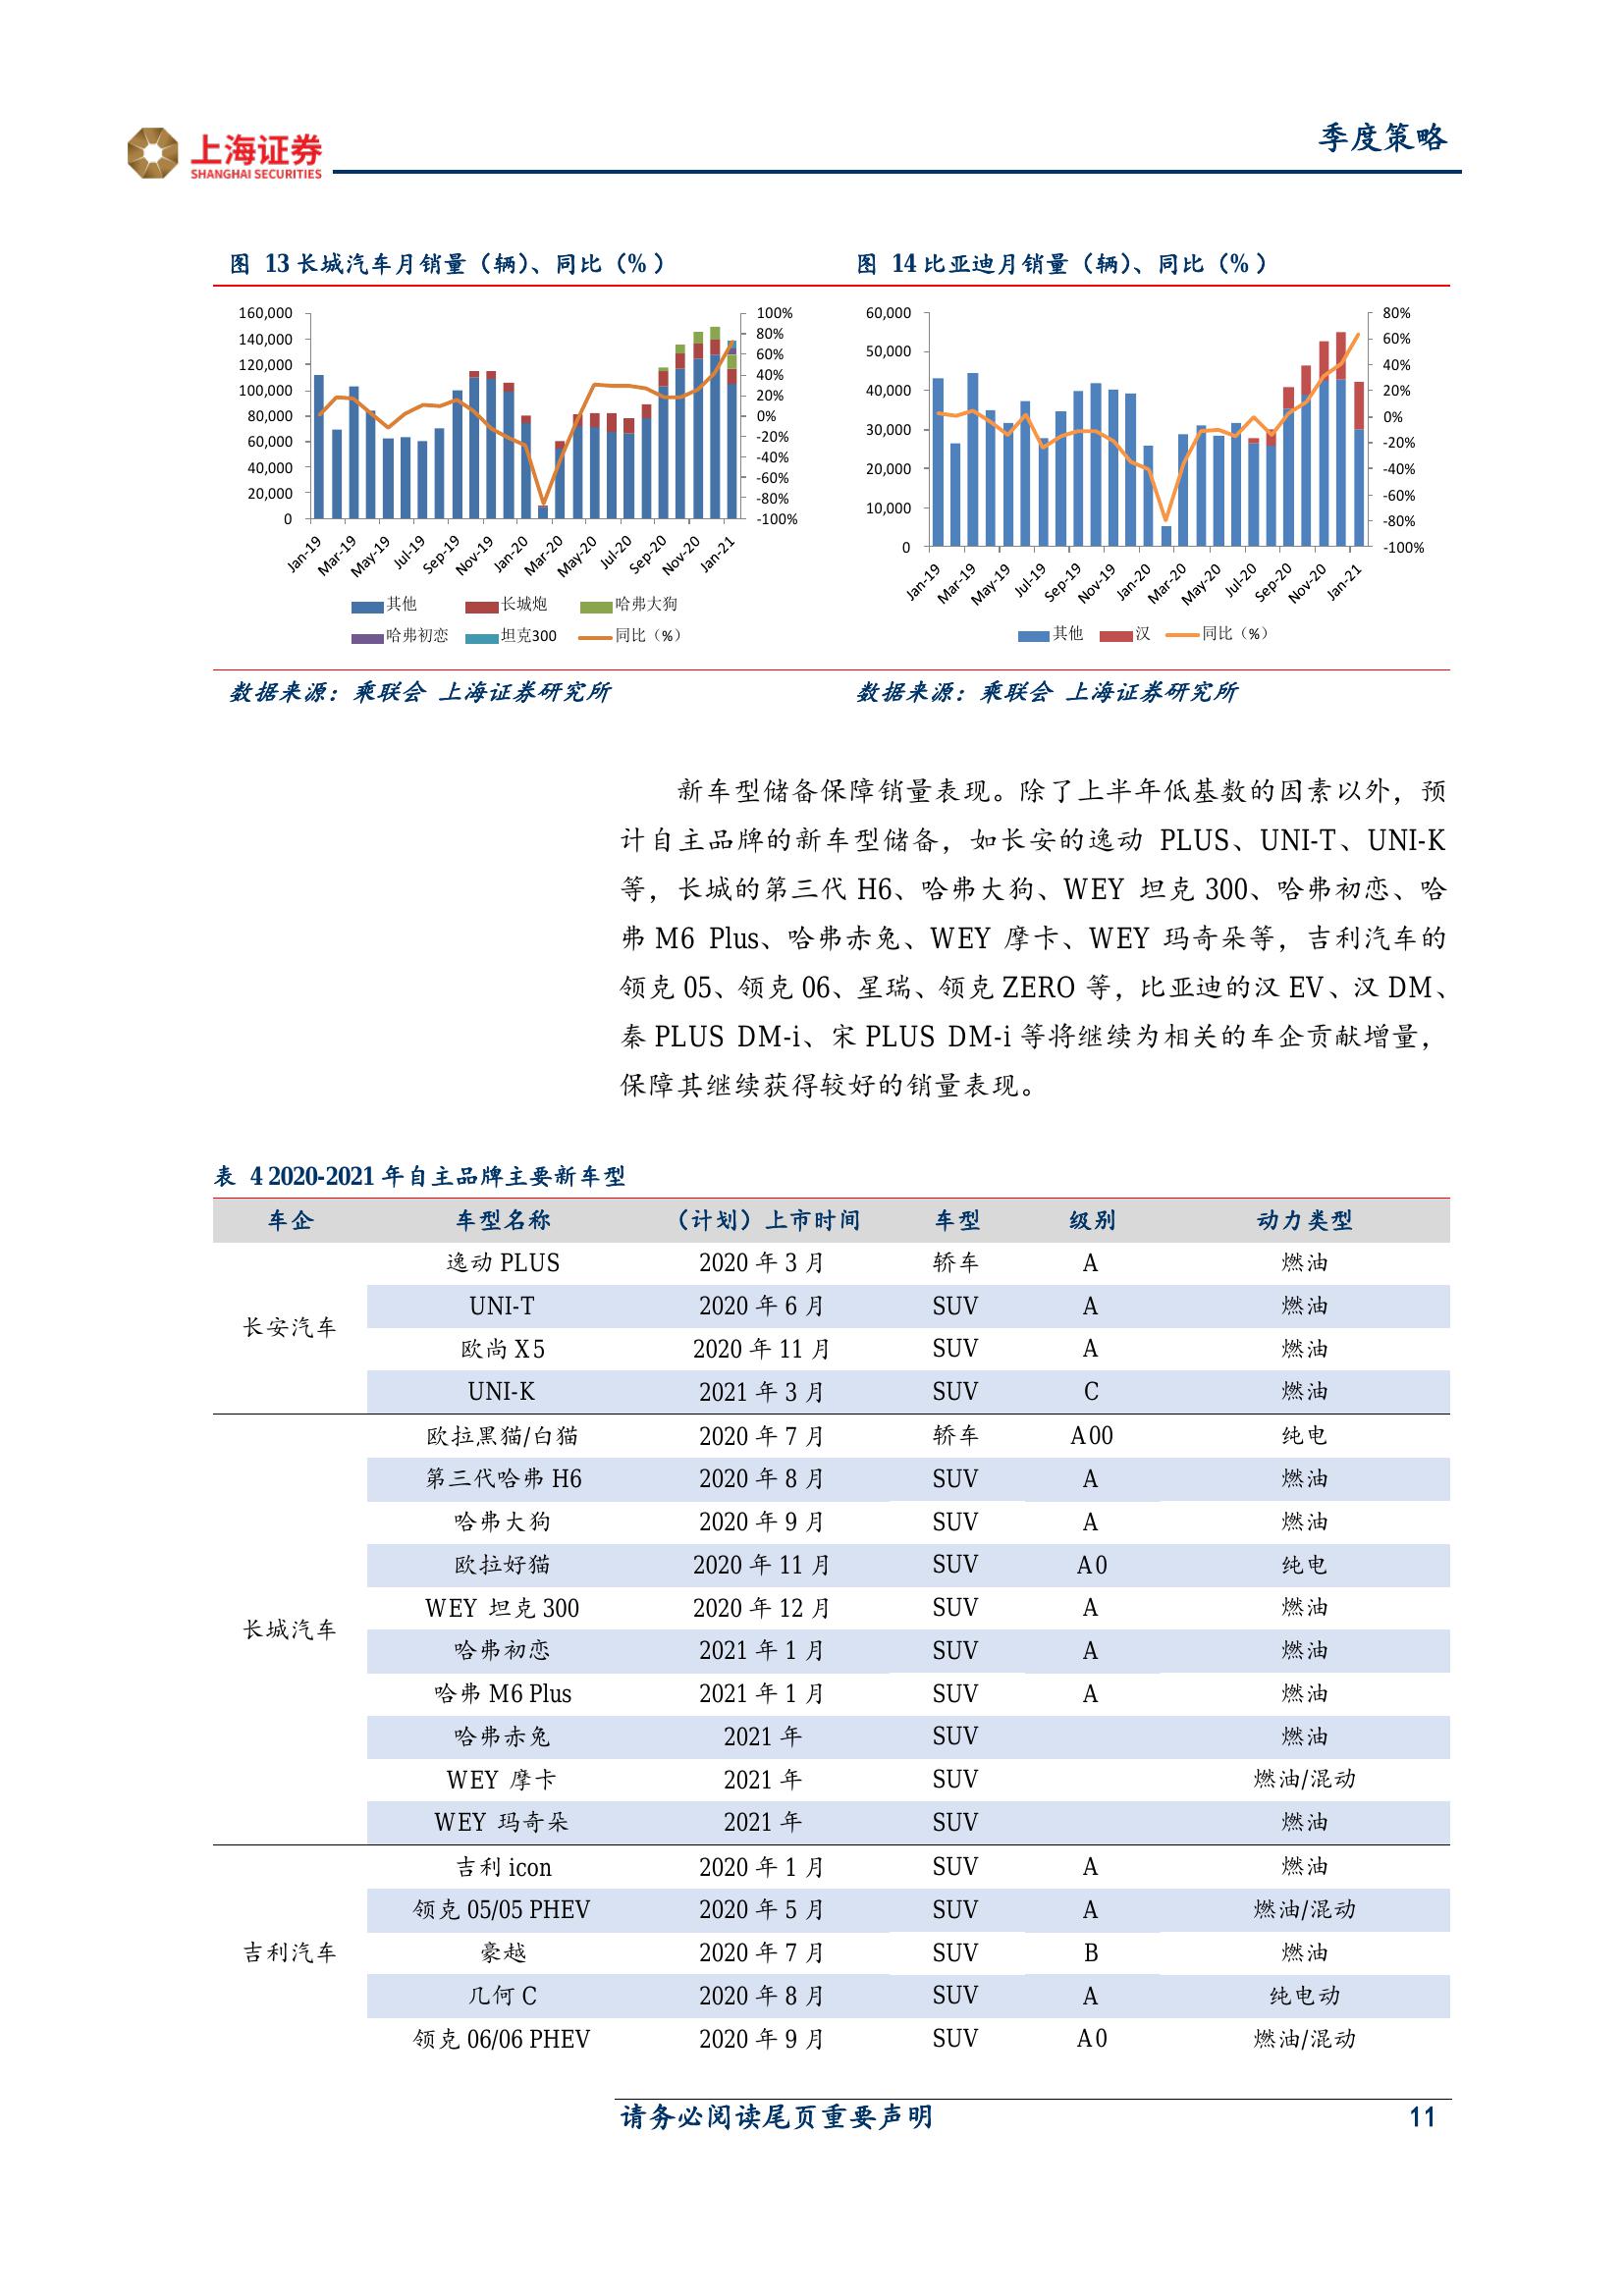 上海证券
SHANGHAI SECURITIES
季度策略
图 13 长城汽车月销量（辆）、同比（%）
160,000
140,000
120,000
100,000
80,000
60,000
40,000
20,000
0
100%
80%
60%
40%
20%
0%
-20%
-40%
-60%
-80%
-100%
Jan-19 Mar-19 May-19 Jul-19 Sep-19 Nov-19 Jan-20 Mar-20 May-20 Jul-20 Sep-20 Nov-20 Jan-21
其他 长城炮 哈弗大狗
哈弗初恋 坦克300 同比（%）
数据来源：乘联会 上海证券研究所
图 14 比亚迪月销量（辆）、同比（%）
60,000
50,000
40,000
30,000
20,000
10,000
0
80%
60%
40%
20%
0%
-20%
-40%
-60%
-80%
-100%
Jan-19 Mar-19 May-19 Jul-19 Sep-19 Nov-19 Jan-20 Mar-20 May-20 Jul-20 Sep-20 Nov-20 Jan-21
其他 汉 同比（%）
数据来源：乘联会 上海证券研究所
新车型储备保障销量表现。除了上半年低基数的因素以外，预
计自主品牌的新车型储备，如长安的逸动 PLUS、UNI-T、UNI-K
等，长城的第三代 H6、哈弗大狗、WEY 坦克 300、哈弗初恋、哈
弗 M6 Plus、哈弗赤兔、WEY 摩卡、WEY 玛奇朵等，吉利汽车的
领克 05、领克 06、星瑞、领克 ZERO 等，比亚迪的汉 EV、汉 DM、
秦 PLUS DM-i、宋 PLUS DM-i 等将继续为相关的车企贡献增量，
保障其继续获得较好的销量表现。
表 4 2020-2021 年自主品牌主要新车型
车企 车型名称 （计划）上市时间 车型 级别 动力类型
长安汽车
逸动 PLUS 2020 年 3 月 轿车 A 燃油
UNI-T 2020 年 6 月 SUV A 燃油
欧尚 X5 2020 年 11 月 SUV A 燃油
UNI-K 2021 年 3 月 SUV C 燃油
长城汽车
欧拉黑猫/白猫 2020 年 7 月 轿车 A00 纯电
第三代哈弗 H6 2020 年 8 月 SUV A 燃油
哈弗大狗 2020 年 9 月 SUV A 燃油
欧拉好猫 2020 年 11 月 SUV A0 纯电
WEY 坦克 300 2020 年 12 月 SUV A 燃油
哈弗初恋 2021 年 1 月 SUV A 燃油
哈弗 M6 Plus 2021 年 1 月 SUV A 燃油
哈弗赤兔 2021 年 SUV 燃油
WEY 摩卡 2021 年 SUV 燃油/混动
WEY 玛奇朵 2021 年 SUV 燃油
吉利汽车
吉利 icon 2020 年 1 月 SUV A 燃油
领克 05/05 PHEV 2020 年 5 月 SUV A 燃油/混动
豪越 2020 年 7 月 SUV B 燃油
几何 C 2020 年 8 月 SUV A 纯电动
领克 06/06 PHEV 2020 年 9 月 SUV A0 燃油/混动
请务必阅读尾页重要声明 11